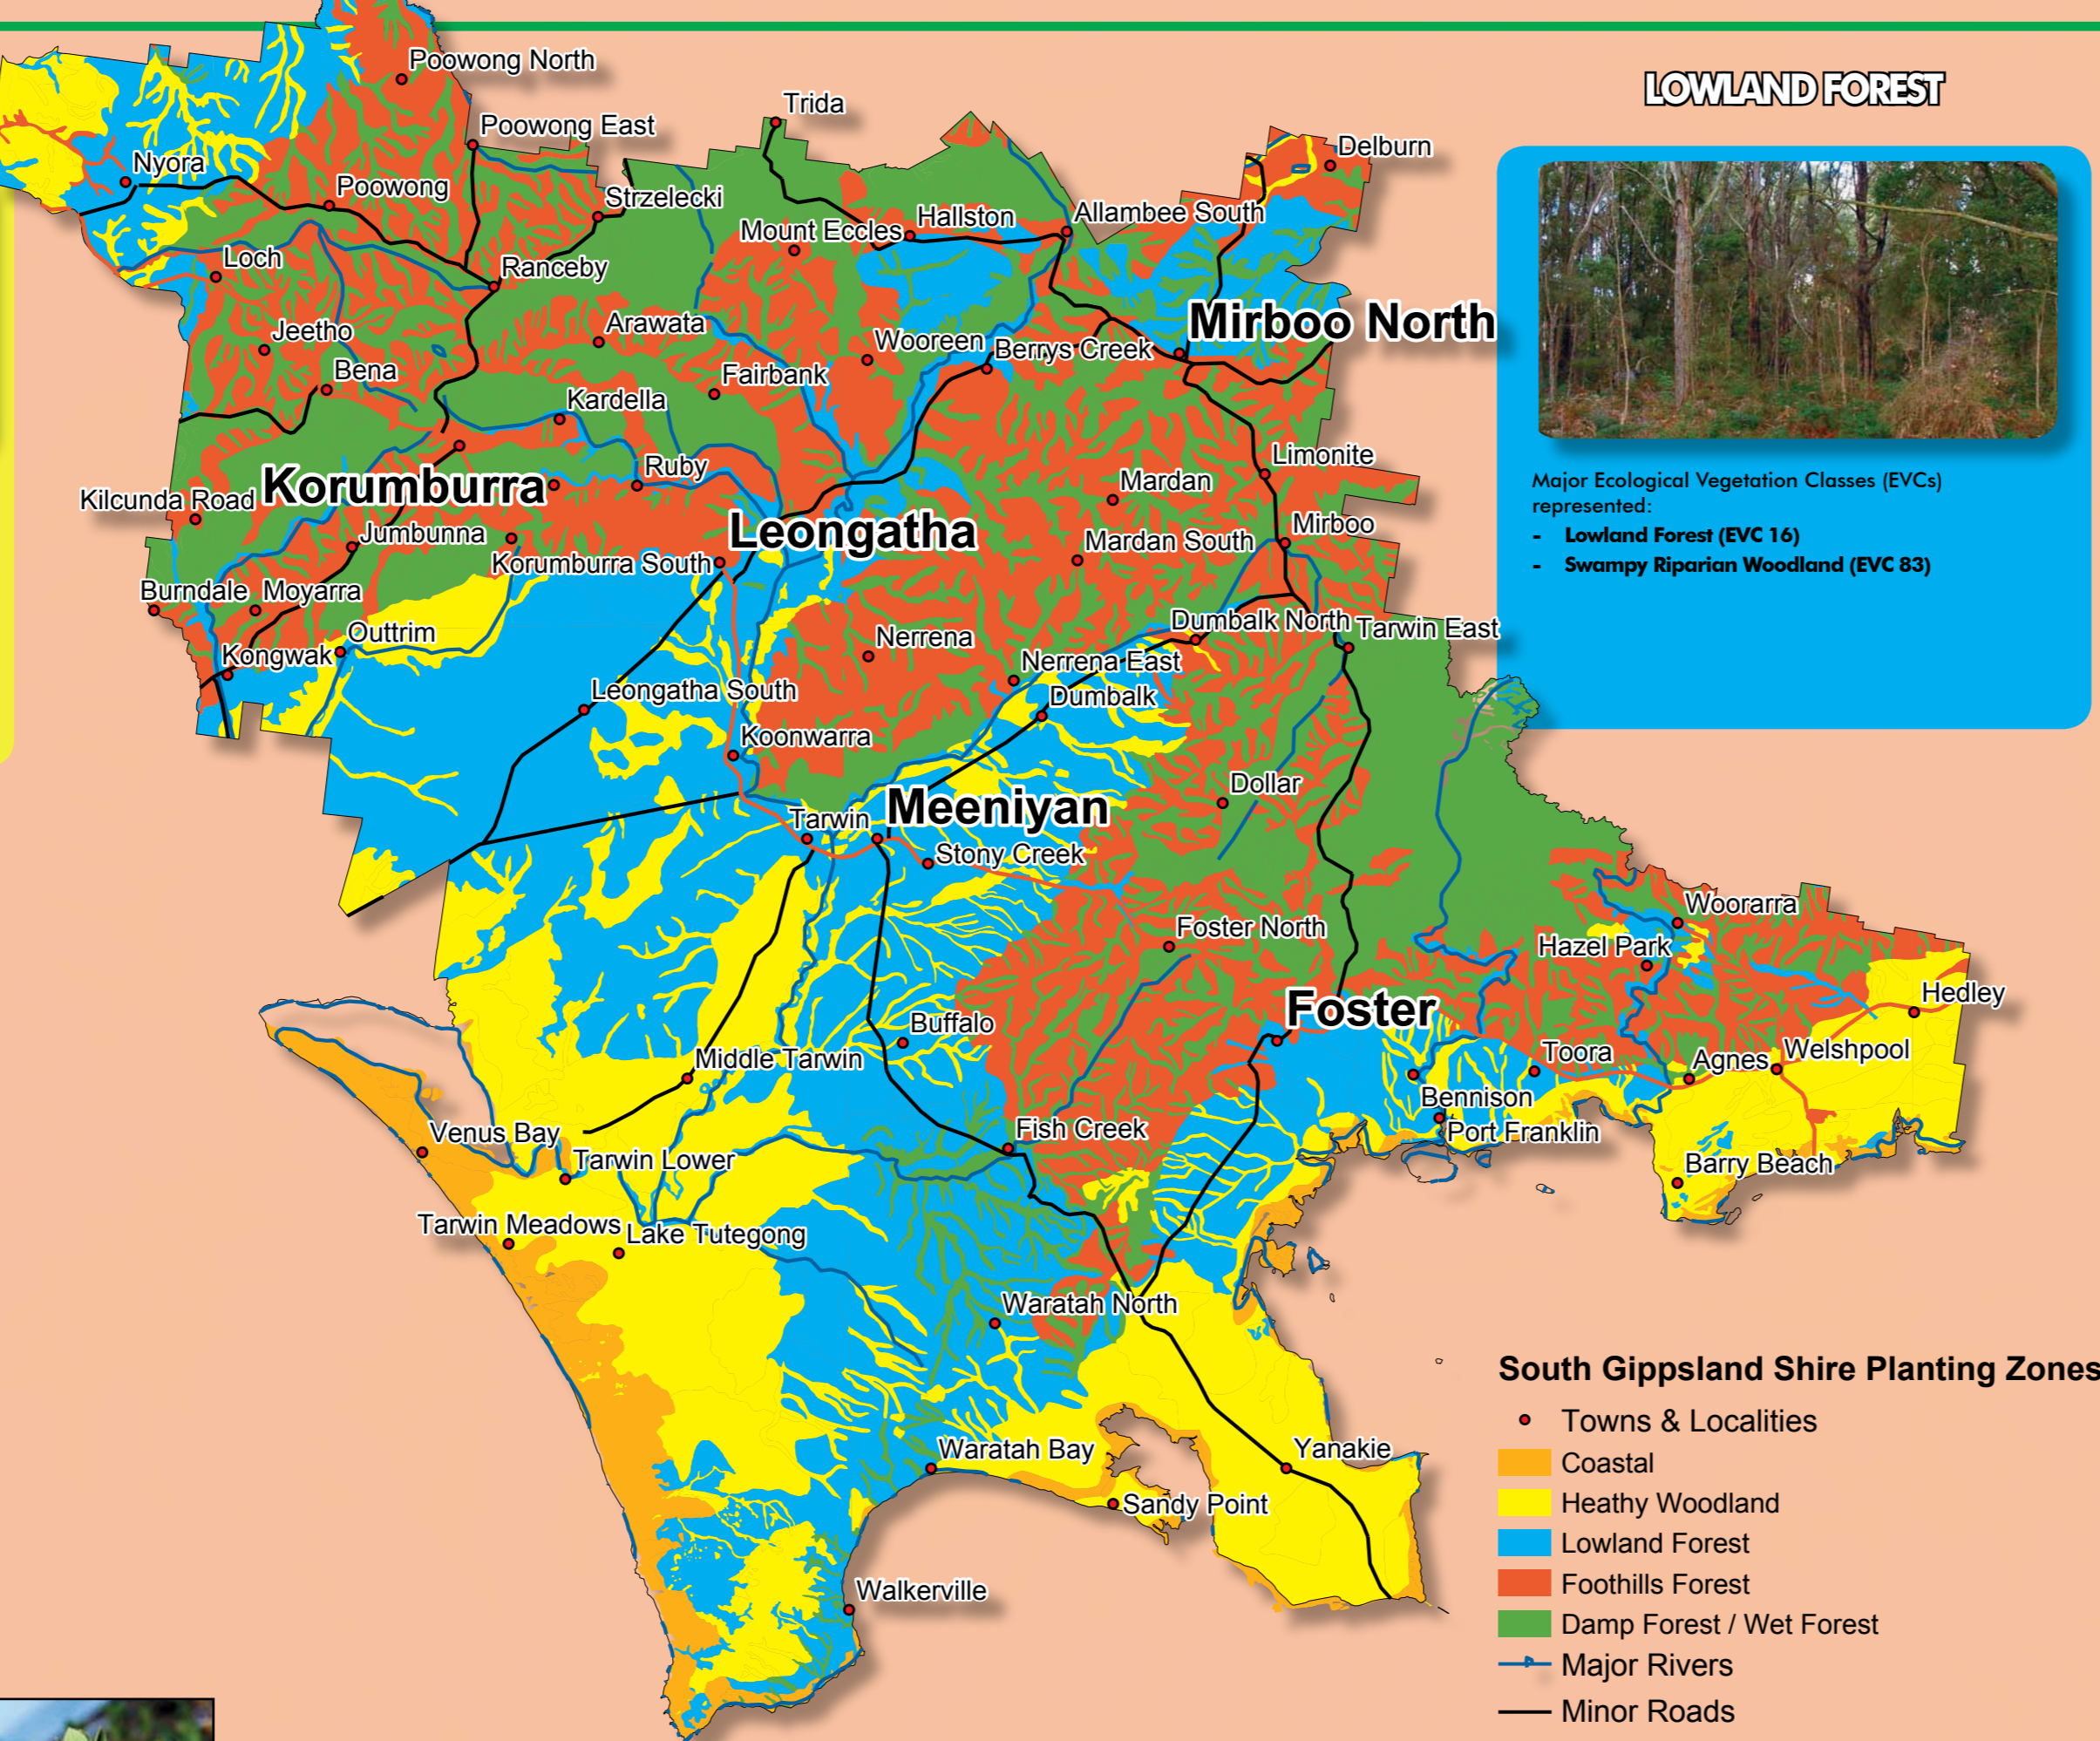 LOWLAND FOREST
Major Ecological Vegetation Classes (EVCs)
represented:
- Lowland Forest (EVC 16)
- Swampy Riparian Woodland (EVC 83)
Poowong North
Trida
Poowong East
Delburn
Nyora
Poowong
Strzelecki
Mount Eccles
Hallston
Allambee South
Loch
Ranceby
Mirboo North
Jeetho
Arawata
Wooreen
Berrys Creek
Bena
Fairbank
Kardella
Limonite
Ruby
Korumburra
Mardan
Kilcunda Road
Leongatha
Mirboo
Jumbunna
Mardan South
Korumburra South
Burndale
Moyarra
Dumbalk North
Tarwin East
Outtrim
Nerrena
Kongwak
Nerrena East
Leongatha South
Dumbalk
Koonwarra
Dollar
Meeniyan
Tarwin
Stony Creek
Woorarra
Foster North
Hazel Park
Hedley
Foster
Buffalo
Middle Tarwin
Toora
Agnes
Welshpool
Bennison
Venus Bay
Fish Creek
Port Franklin
Tarwin Lower
Barry Beach
Tarwin Meadows
Lake Tutegong
Waratah North
Waratah Bay
Yanakie
Sandy Point
Walkerville
South Gippsland Shire Planting Zones
Towns & Localities
Coastal
Heathy Woodland
Lowland Forest
Foothills Forest
Damp Forest / Wet Forest
Major Rivers
Minor Roads